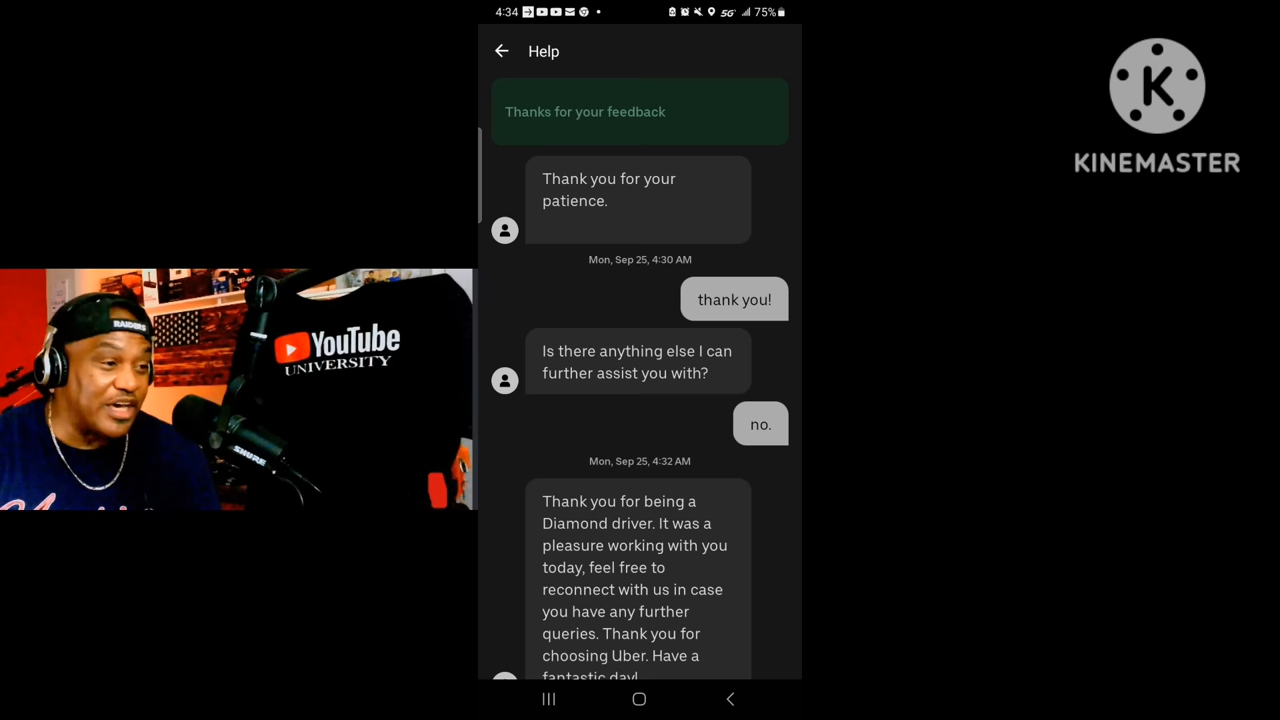 4:34
5G
75%
Help
Thanks for your feedback
Thank you for your
patience.
Mon, Sep 25, 4:30 AM
thank you!
Is there anything else I can
further assist you with?
no.
Mon, Sep 25, 4:32 AM
Thank you for being a
Diamond driver. It was a
pleasure working with you
today, feel free to
reconnect with us in case
you have any further
queries. Thank you for
choosing Uber. Have a
fantastic day!
RAIDERS
YouTube
UNIVERSITY
SHURE
K
KINEMASTER